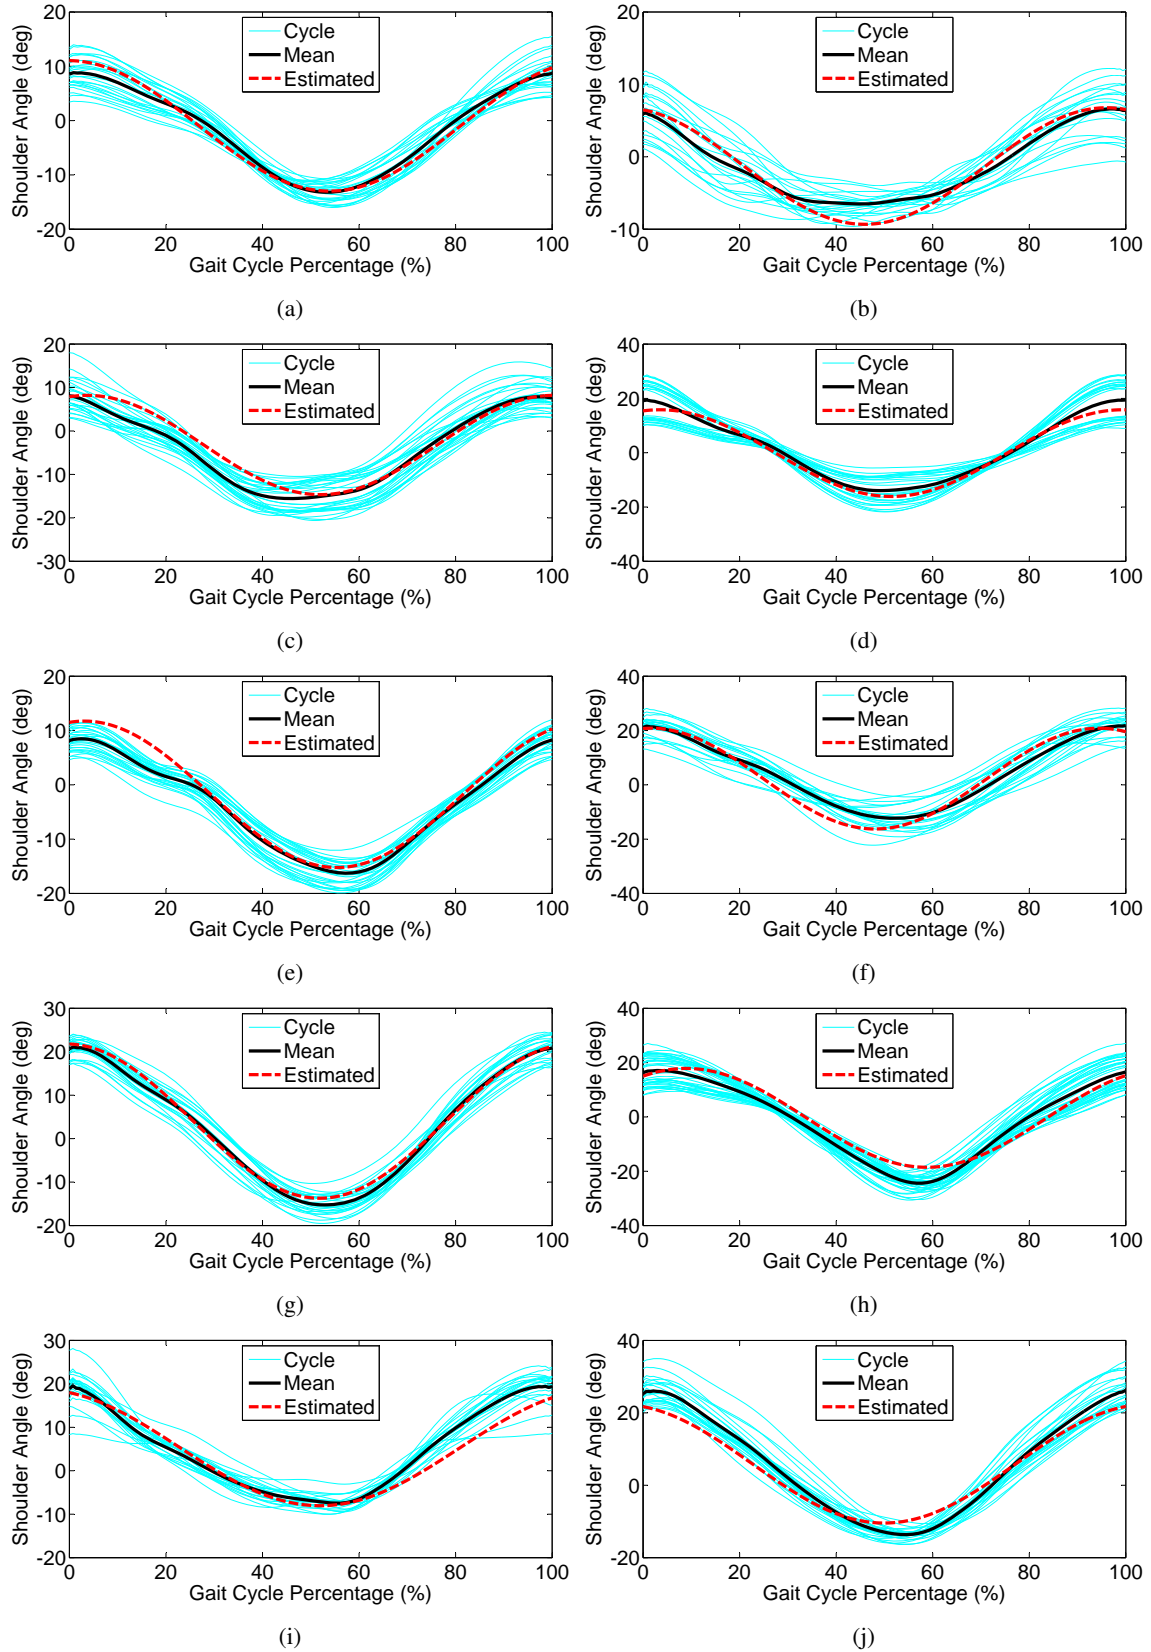 20
10
0
-10
-20
Shoulder Angle (deg)
Cycle
Mean
Estimated
0 20 40 60 80 100
Gait Cycle Percentage (%)
(a)
20
10
0
-10
Shoulder Angle (deg)
Cycle
Mean
Estimated
0 20 40 60 80 100
Gait Cycle Percentage (%)
(b)
20
10
0
-10
-20
-30
Shoulder Angle (deg)
Cycle
Mean
Estimated
0 20 40 60 80 100
Gait Cycle Percentage (%)
(c)
40
20
0
-20
-40
Shoulder Angle (deg)
Cycle
Mean
Estimated
0 20 40 60 80 100
Gait Cycle Percentage (%)
(d)
20
10
0
-10
-20
Shoulder Angle (deg)
Cycle
Mean
Estimated
0 20 40 60 80 100
Gait Cycle Percentage (%)
(e)
40
20
0
-20
-40
Shoulder Angle (deg)
Cycle
Mean
Estimated
0 20 40 60 80 100
Gait Cycle Percentage (%)
(f)
30
20
10
0
-10
-20
Shoulder Angle (deg)
Cycle
Mean
Estimated
0 20 40 60 80 100
Gait Cycle Percentage (%)
(g)
40
20
0
-20
-40
Shoulder Angle (deg)
Cycle
Mean
Estimated
0 20 40 60 80 100
Gait Cycle Percentage (%)
(h)
30
20
10
0
-10
-20
Shoulder Angle (deg)
Cycle
Mean
Estimated
0 20 40 60 80 100
Gait Cycle Percentage (%)
(i)
40
20
0
-20
Shoulder Angle (deg)
Cycle
Mean
Estimated
0 20 40 60 80 100
Gait Cycle Percentage (%)
(j)